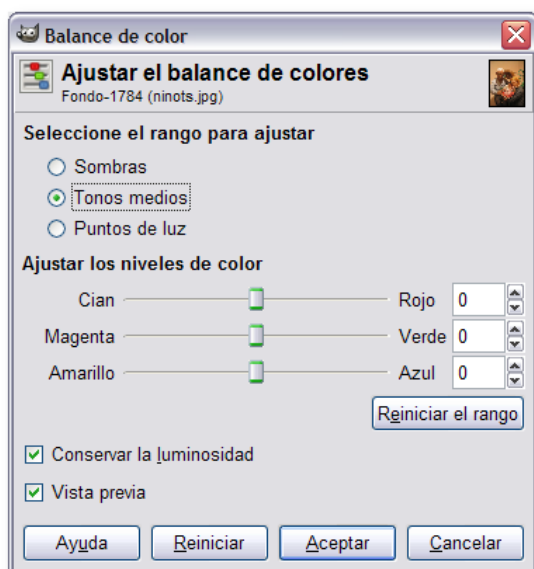 Balance de color
Ajustar el balance de colores
Fondo-1784 (ninots.jpg)
Seleccione el rango para ajustar
Sombras
Tonos medios
Puntos de luz
Ajustar los niveles de color
Cian Rojo 0
Magenta Verde 0
Amarillo Azul 0
Reiniciar el rango
Conservar la luminosidad
Vista previa
Ayuda Reiniciar Aceptar Cancelar